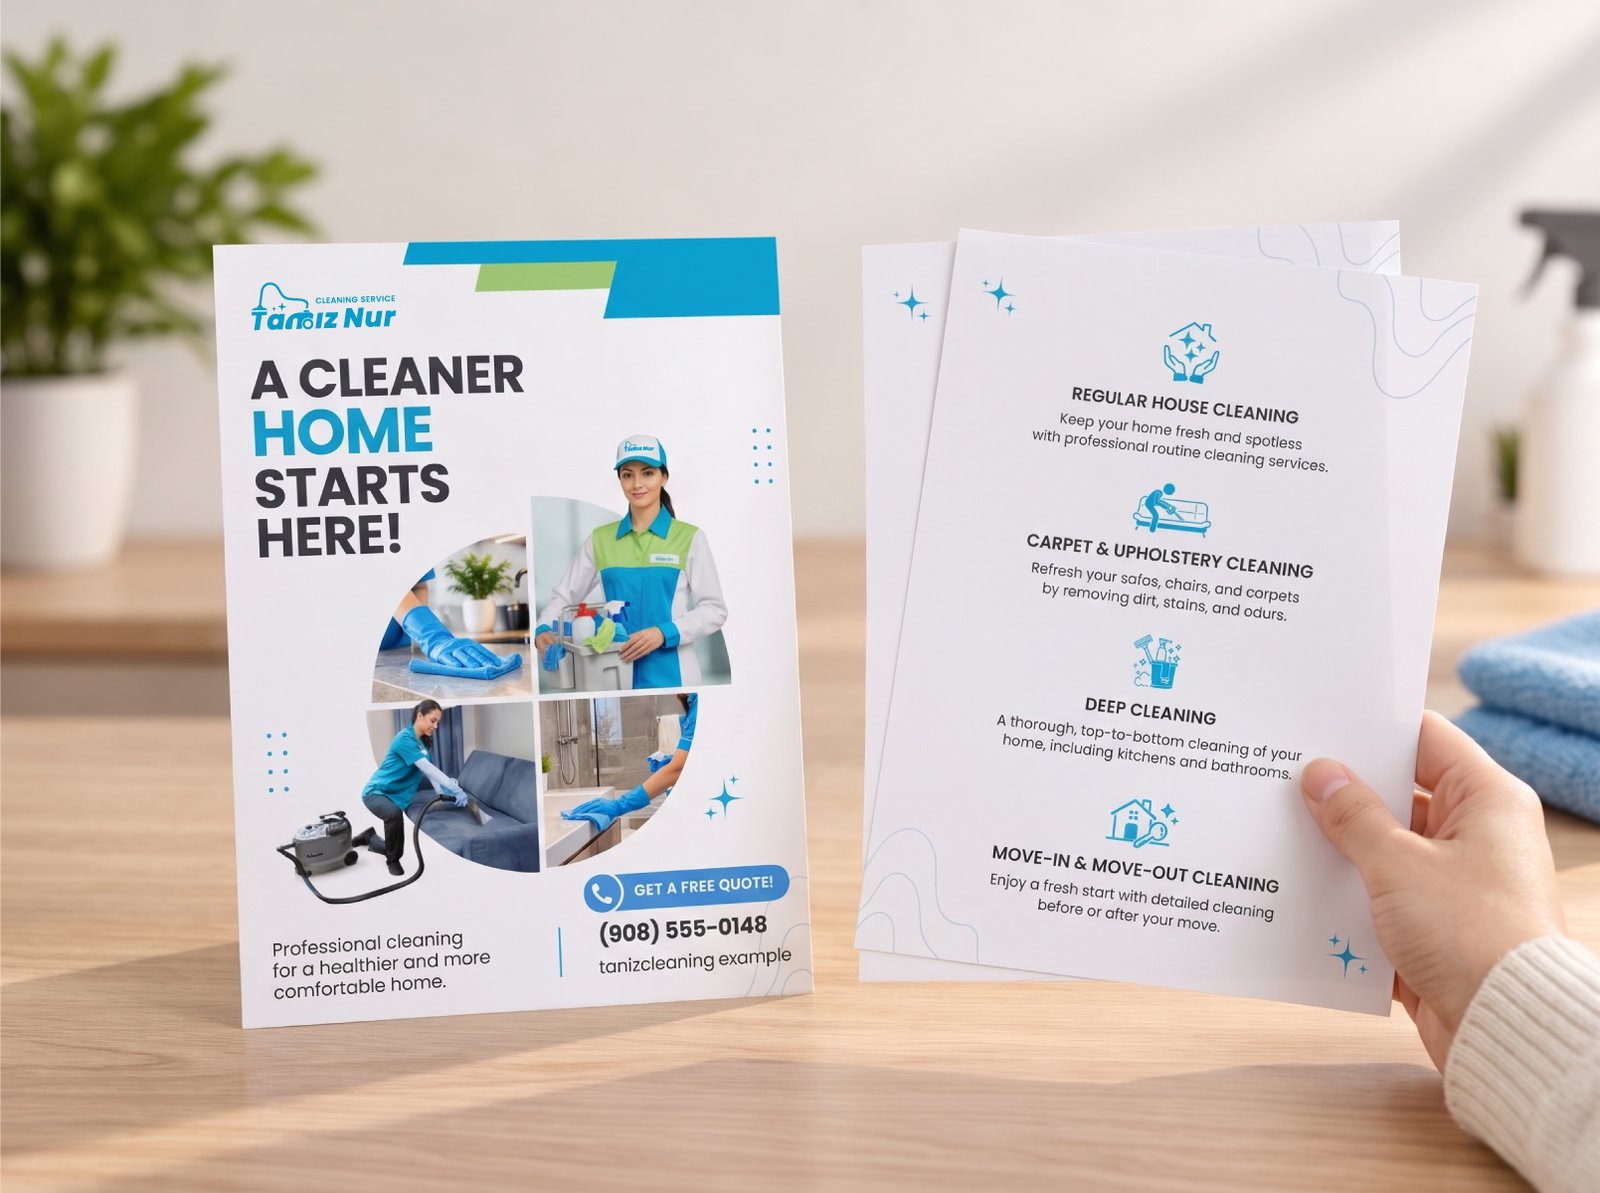 CLEANING SERVICE
Taniz Nur
A CLEANER
HOME
STARTS
HERE!
Taniz Nur
GET A FREE QUOTE!
(908) 555-0148
tanizcleaning example
Professional cleaning
for a healthier and more
comfortable home.
REGULAR HOUSE CLEANING
Keep your home fresh and spotless
with professional routine cleaning services.
CARPET & UPHOLSTERY CLEANING
Refresh your safos, chairs, and corpets
by removing dirt, stains, and odurs.
DEEP CLEANING
A thorough, top-to-bottom cleaning of your
home, including kitchens and bathrooms.
MOVE-IN & MOVE-OUT CLEANING
Enjoy a fresh start with detailed cleaning
before or after your move.